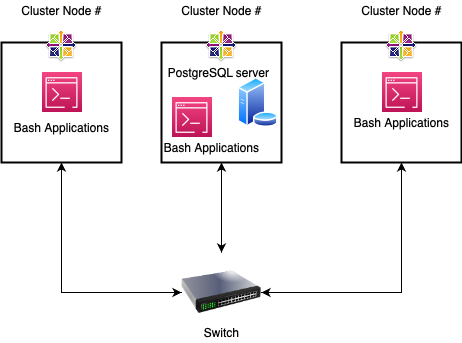 Cluster Node #
Cluster Node #
Cluster Node #
Bash Applications
PostgreSQL server
Bash Applications
Bash Applications
Switch